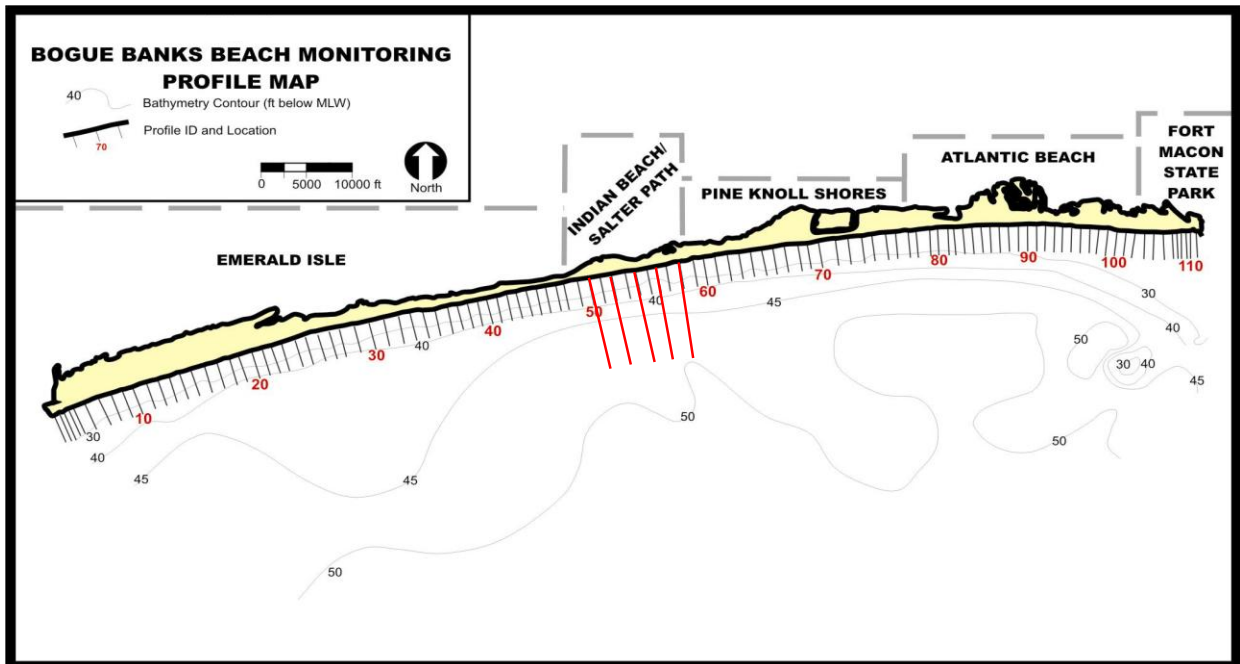 BOGUE BANKS BEACH MONITORING
PROFILE MAP
40
Bathymetry Contour (ft below MLW)
Profile ID and Location
70
0 5000 10000 ft
North
INDIAN BEACH/
SALTER PATH
PINE KNOLL SHORES
ATLANTIC BEACH
FORT
MACON
STATE
PARK
EMERALD ISLE
10
20
30
40
50
60
70
80
90
100
110
30
40
45
40
45
50
40
45
50
50
30
40
50
30
40
45